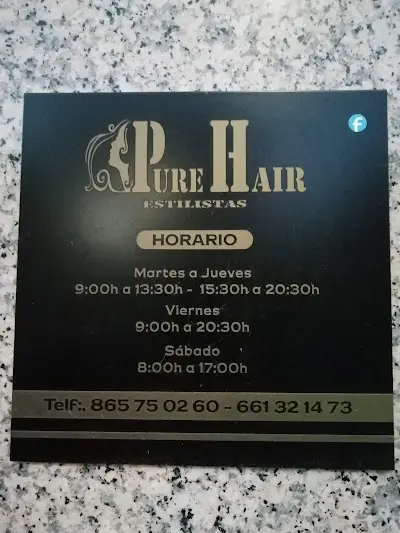 PURE HAIR
ESTILISTAS
HORARIO
Martes a Jueves
9:00h a 13:30h - 15:30h a 20:30h
Viernes
9:00h a 20:30h
Sábado
8:00h a 17:00h
Telf:. 865 75 02 60 - 661 32 14 73